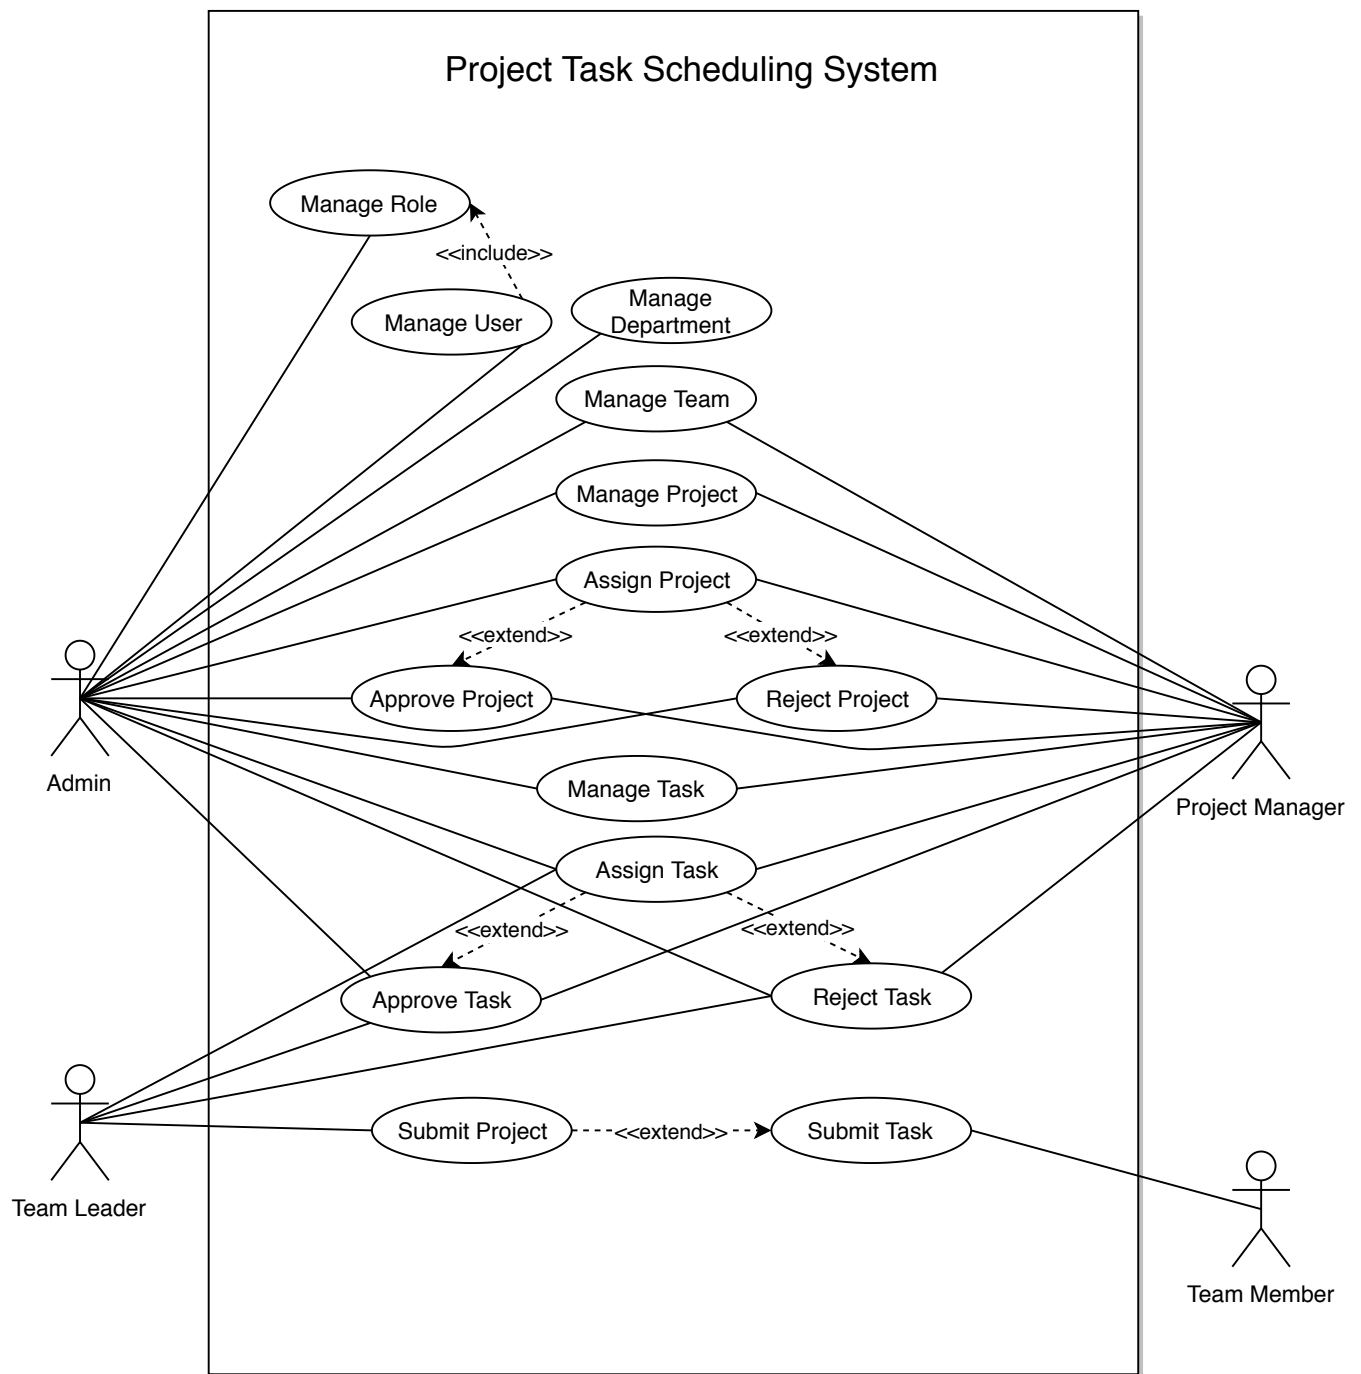 Project Task Scheduling System
Manage Role
<<include>>
Manage User
Manage
Department
Manage Team
Manage Project
Assign Project
<<extend>>
<<extend>>
Approve Project
Reject Project
Admin
Manage Task
Project Manager
Assign Task
<<extend>>
<<extend>>
Approve Task
Reject Task
Submit Project
<<extend>>
Submit Task
Team Leader
Team Member